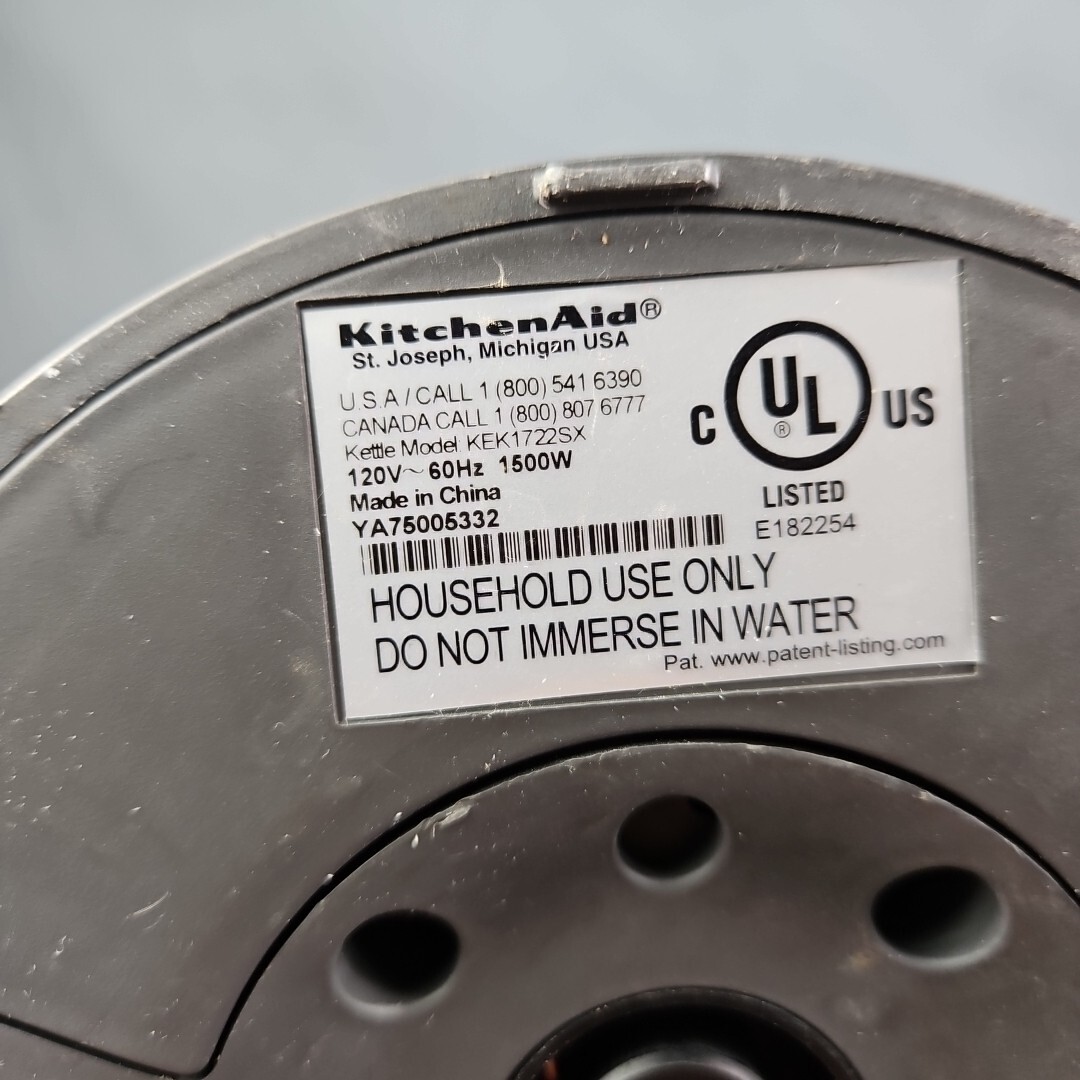 KitchenAid®
St. Joseph, Michigan USA
U.S.A / CALL 1 (800) 541 6390
CANADA CALL 1 (800) 807 6777
Kettle Model KEK1722SX
120V~ 60Hz 1500W
Made in China
YA75005332
C UL® US
LISTED
E182254
HOUSEHOLD USE ONLY
DO NOT IMMERSE IN WATER
Pat. www.patent-listing.com